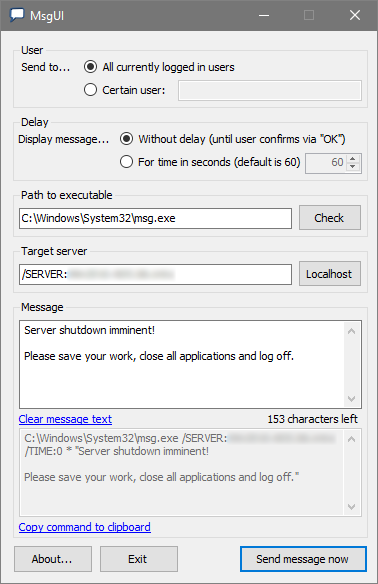 MsgUI
User
Send to... All currently logged in users
Certain user:
Delay
Display message... Without delay (until user confirms via "OK")
For time in seconds (default is 60) 60
Path to executable
C:\Windows\System32\msg.exe Check
Target server
/SERVER: Localhost
Message
Server shutdown imminent!
Please save your work, close all applications and log off.
Clear message text 153 characters left
C:\Windows\System32\msg.exe /SERVER:
/TIME:0 * "Server shutdown imminent!
Please save your work, close all applications and log off."
Copy command to clipboard
About... Exit Send message now